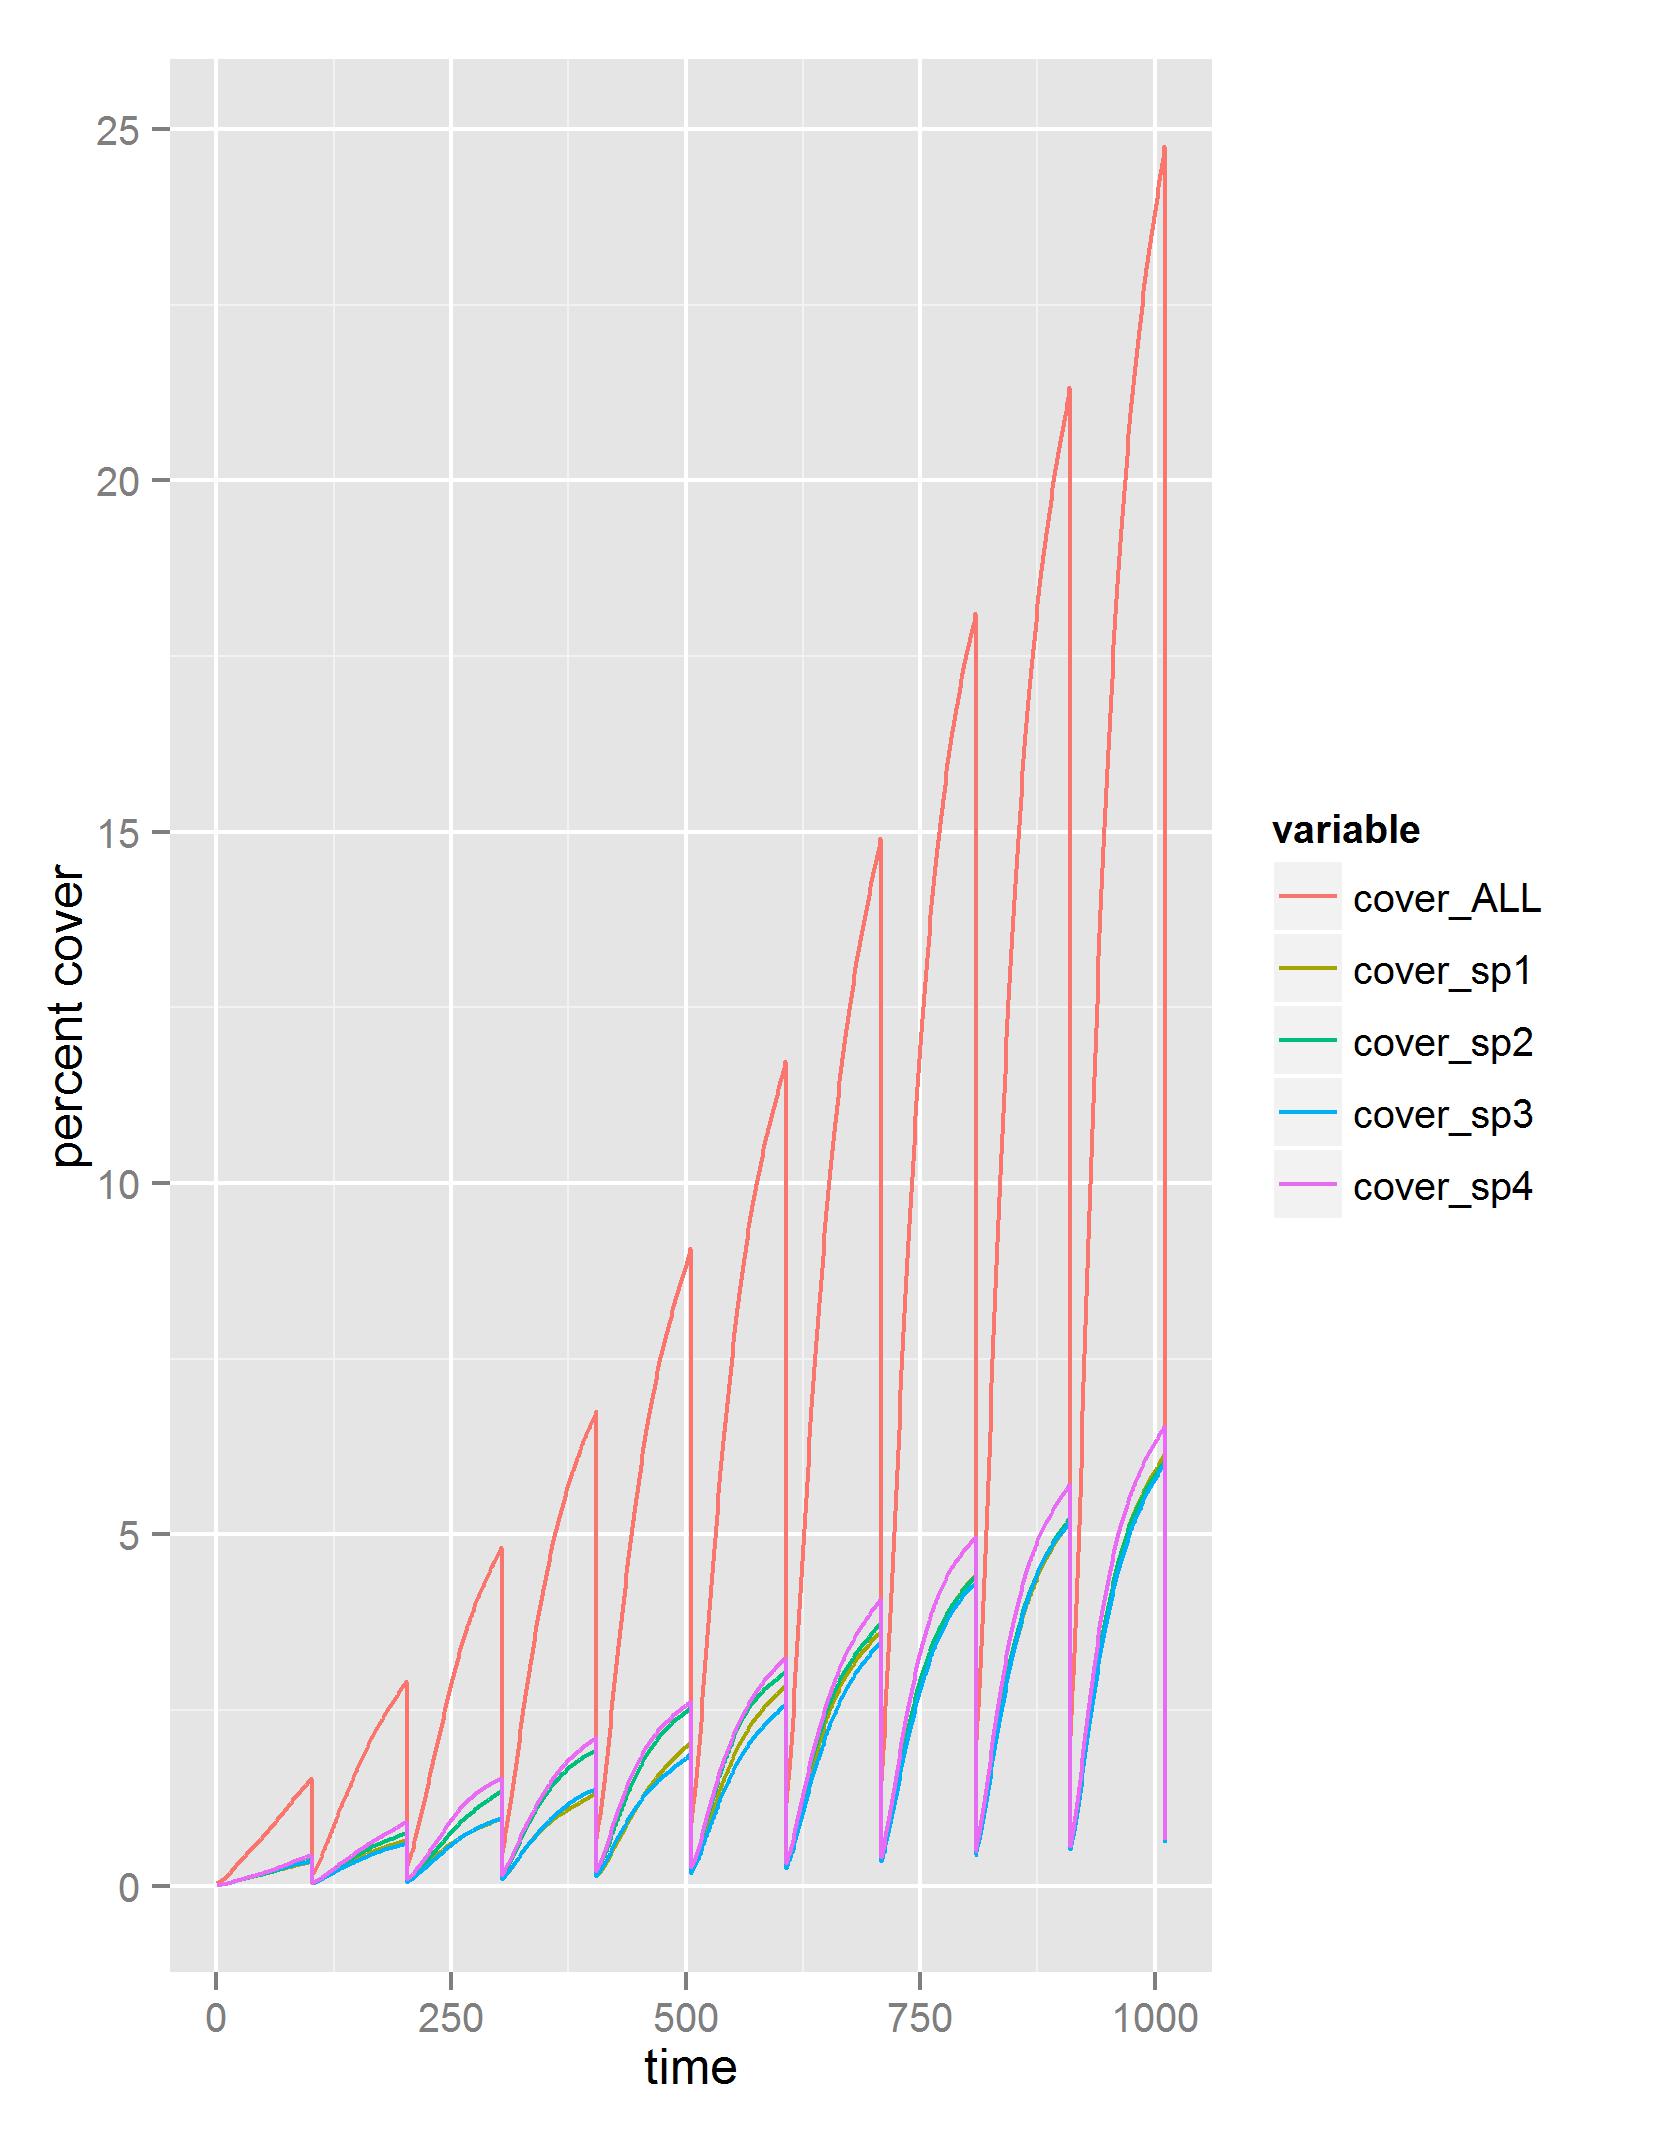 25
20
15
10
5
0
percent cover
0 250 500 750 1000
time
variable
cover_ALL
cover_sp1
cover_sp2
cover_sp3
cover_sp4